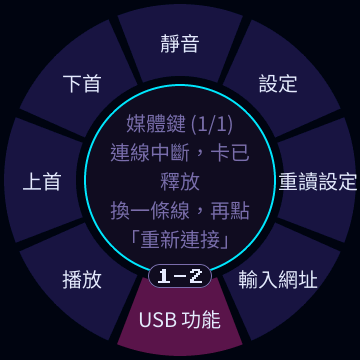 靜音
下首
設定
媒體鍵 (1/1)
連線中斷，卡已
釋放
換一條線，再點
「重新連接」
上首
重讀設定
播放
輸入網址
1-2
USB 功能